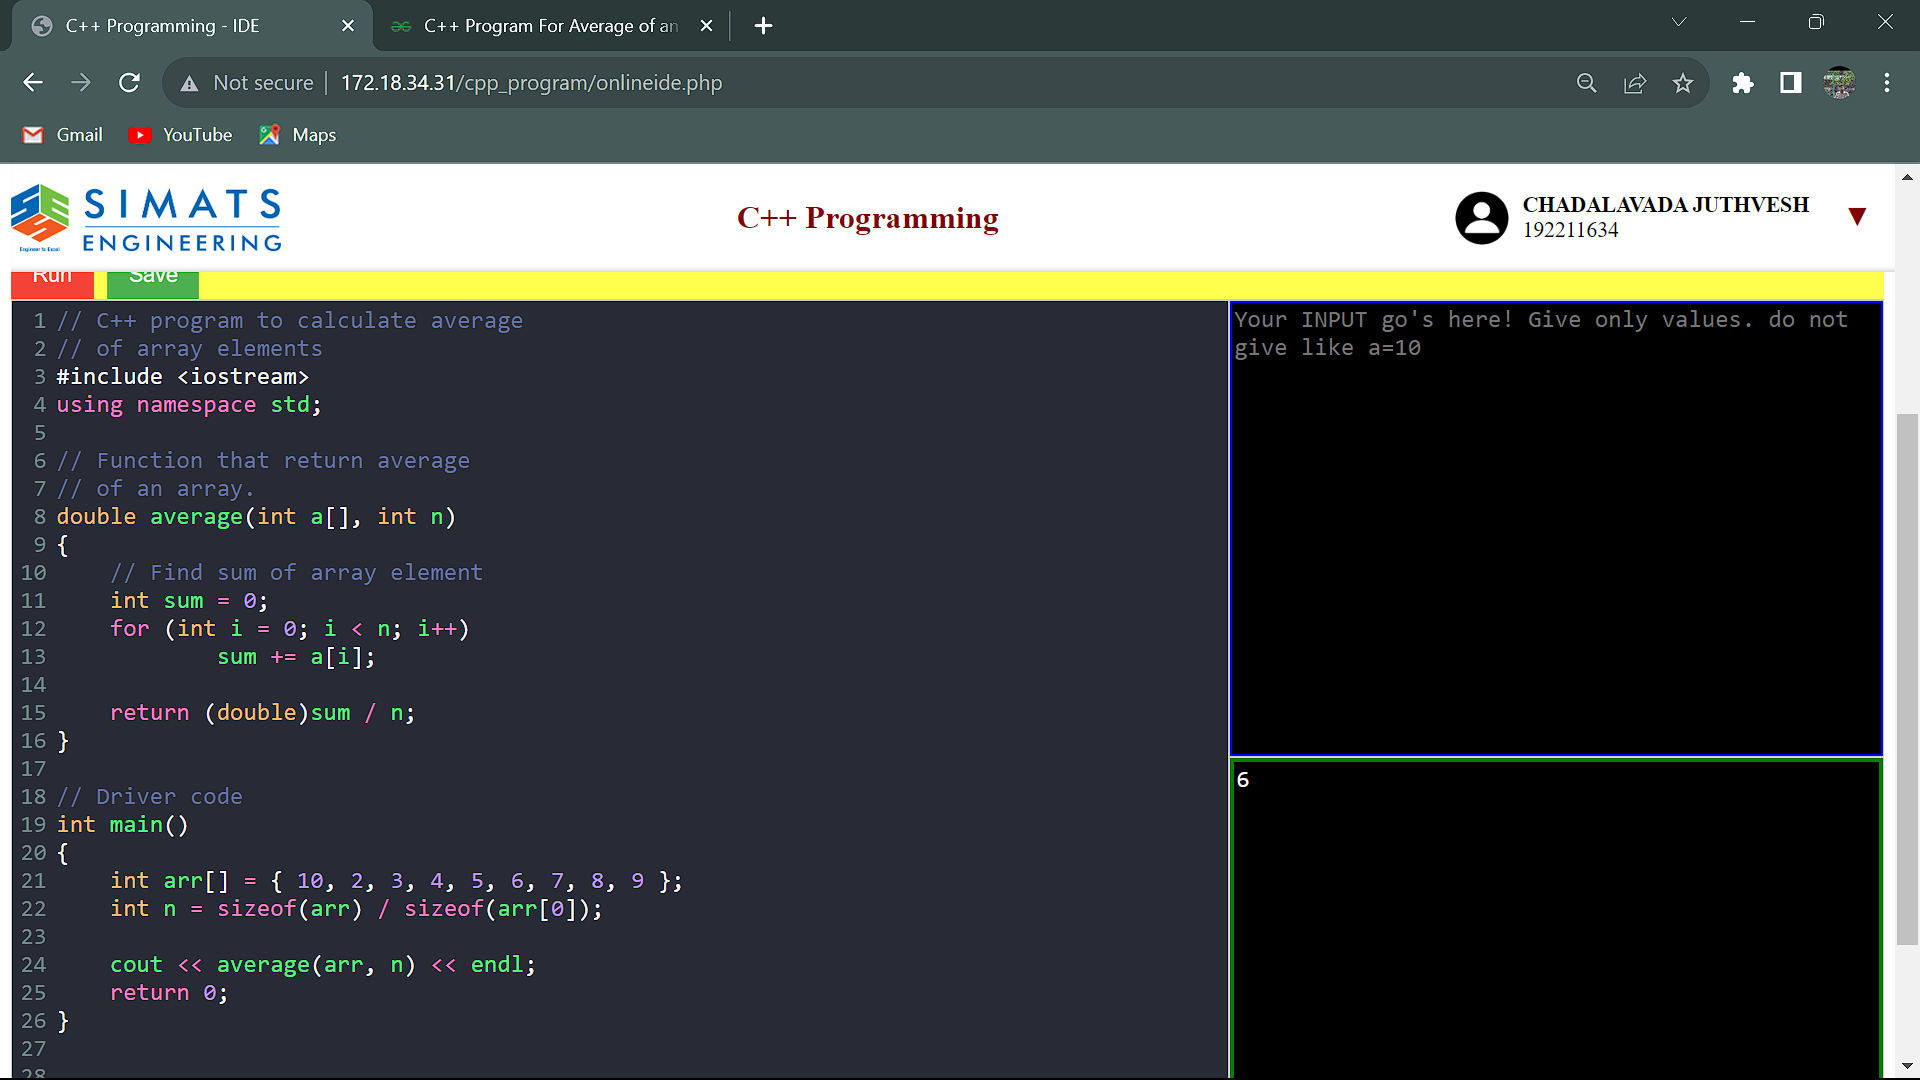 C++ Programming - IDE
C++ Program For Average of an
Not secure
172.18.34.31/cpp_program/onlineide.php
Gmail
YouTube
Maps
SIMATS
ENGINEERING
Engineer to Excel
C++ Programming
CHADALAVADA JUTHVESH
192211634
Run
Save
1 // C++ program to calculate average
2 // of array elements
3 #include <iostream>
4 using namespace std;
5
6 // Function that return average
7 // of an array.
8 double average(int a[], int n)
9 {
10     // Find sum of array element
11     int sum = 0;
12     for (int i = 0; i < n; i++)
13             sum += a[i];
14
15     return (double)sum / n;
16 }
17
18 // Driver code
19 int main()
20 {
21     int arr[] = { 10, 2, 3, 4, 5, 6, 7, 8, 9 };
22     int n = sizeof(arr) / sizeof(arr[0]);
23
24     cout << average(arr, n) << endl;
25     return 0;
26 }
27
28
Your INPUT go's here! Give only values. do not
give like a=10
6